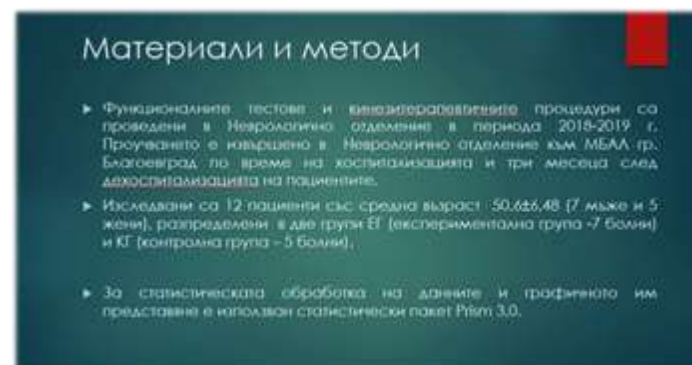 Материали и методи
Функционалните тестове и кинезитерапевтичните процедури са
проведени в Неврологично отделение в периода 2018-2019 г.
Проучването е извършено в Неврологично отделение към МБАЛ гр.
Благоевград по време на хоспитализацията и три месеца след
дехоспитализацията на пациентите.
Изследвани са 12 пациенти със средна възраст 50,6±6,48 (7 мъже и 5
жени), разпределени в две групи ЕГ (експериментална група -7 болни)
и КГ (контролна група – 5 болни).
За статистическата обработка на данните и графичното им
представяне е използван статистически пакет Prism 3.0.